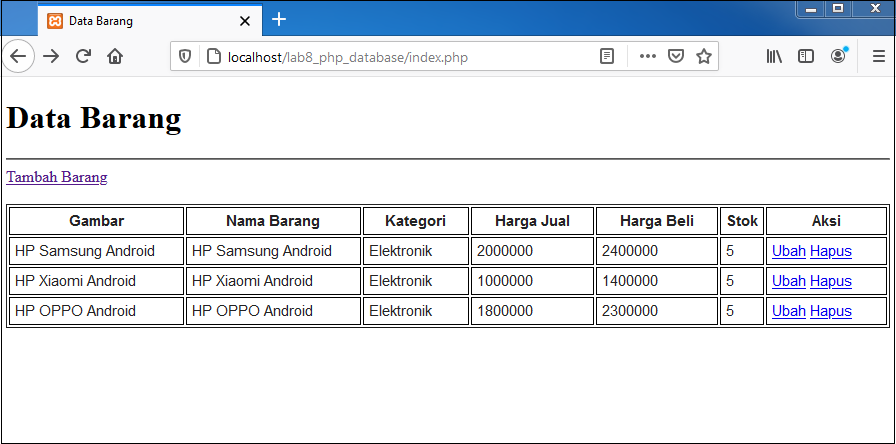 Data Barang
localhost/lab8_php_database/index.php
Data Barang
Tambah Barang
Gambar Nama Barang Kategori Harga Jual Harga Beli Stok Aksi
HP Samsung Android HP Samsung Android Elektronik 2000000 2400000 5 Ubah Hapus
HP Xiaomi Android HP Xiaomi Android Elektronik 1000000 1400000 5 Ubah Hapus
HP OPPO Android HP OPPO Android Elektronik 1800000 2300000 5 Ubah Hapus